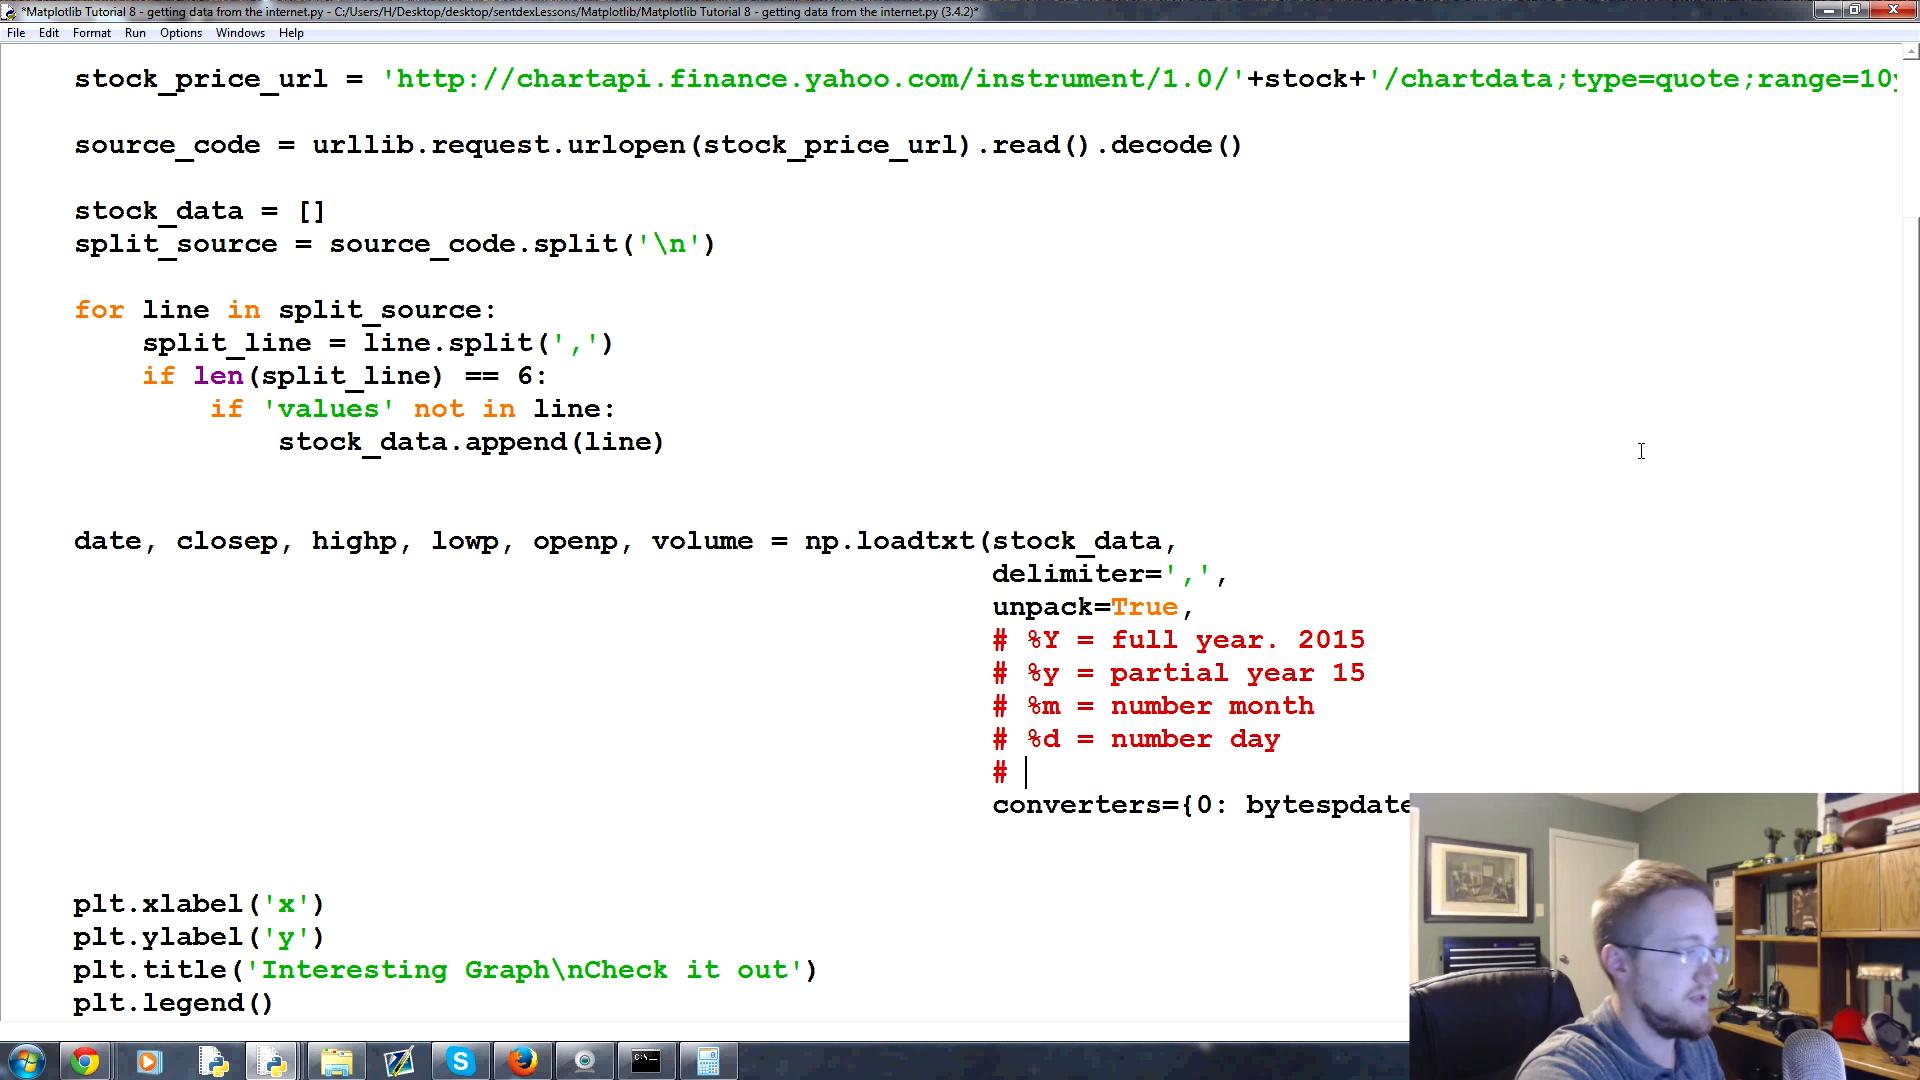 *Matplotlib Tutorial 8 - getting data from the internet.py - C:/Users/H/Desktop/desktop/sentdexLessons/Matplotlib/Matplotlib Tutorial 8 - getting data from the internet.py (3.4.2)*
File Edit Format Run Options Windows Help
stock_price_url = 'http://chartapi.finance.yahoo.com/instrument/1.0/'+stock+'/chartdata;type=quote;range=10y
source_code = urllib.request.urlopen(stock_price_url).read().decode()
stock_data = []
split_source = source_code.split('\n')
for line in split_source:
split_line = line.split(',')
if len(split_line) == 6:
if 'values' not in line:
stock_data.append(line)
date, closep, highp, lowp, openp, volume = np.loadtxt(stock_data,
delimiter=',',
unpack=True,
# %Y = full year. 2015
# %y = partial year 15
# %m = number month
# %d = number day
#
converters={0: bytespdate
plt.xlabel('x')
plt.ylabel('y')
plt.title('Interesting Graph\nCheck it out')
plt.legend()